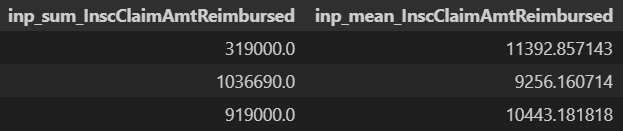 inp_sum_InscClaimAmtReimbursed inp_mean_InscClaimAmtReimbursed
319000.0 11392.857143
1036690.0 9256.160714
919000.0 10443.181818